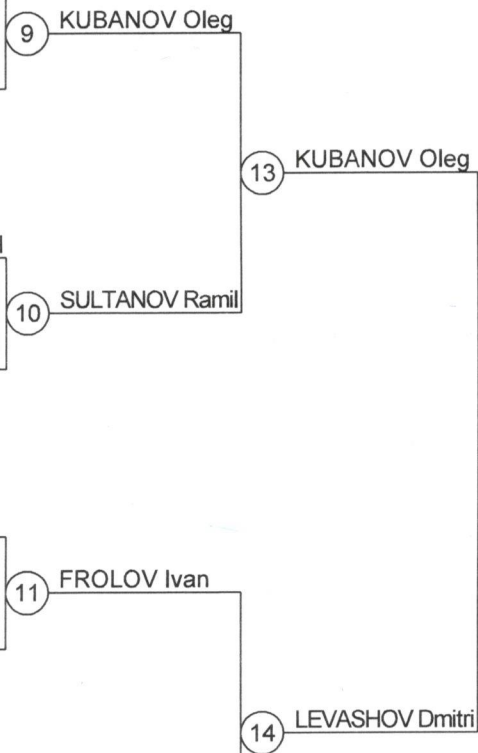 9 KUBANOV Oleg
13 KUBANOV Oleg
10 SULTANOV Ramil
11 FROLOV Ivan
14 LEVASHOV Dmitri